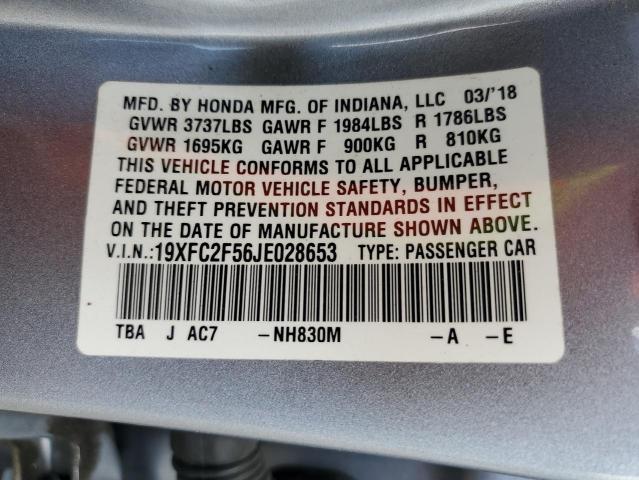 MFD. BY HONDA MFG. OF INDIANA, LLC 03/'18
GVWR 3737LBS GAWR F 1984LBS R 1786LBS
GVWR 1695KG GAWR F 900KG R 810KG
THIS VEHICLE CONFORMS TO ALL APPLICABLE
FEDERAL MOTOR VEHICLE SAFETY, BUMPER,
AND THEFT PREVENTION STANDARDS IN EFFECT
ON THE DATE OF MANUFACTURE SHOWN ABOVE.
V.I.N.:19XFC2F56JE028653 TYPE: PASSENGER CAR
TBA J AC7 –NH830M –A –E